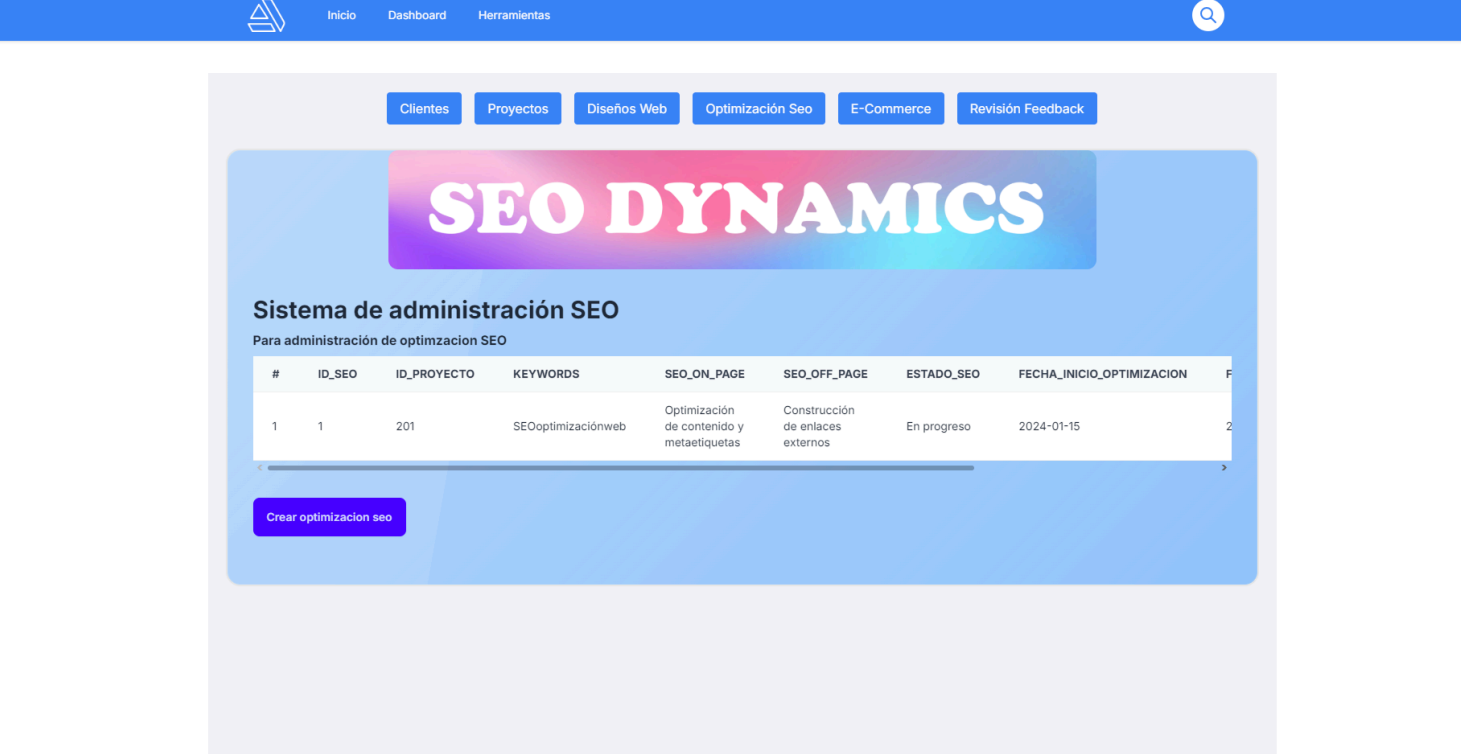 Inicio Dashboard Herramientas
Clientes Proyectos Diseños Web Optimización Seo E-Commerce Revisión Feedback
SEO DYNAMICS
Sistema de administración SEO
Para administración de optimzacion SEO
# ID_SEO ID_PROYECTO KEYWORDS SEO_ON_PAGE SEO_OFF_PAGE ESTADO_SEO FECHA_INICIO_OPTIMIZACION F
Optimización Construcción
1 1 201 SEOoptimizaciónweb de contenido y de enlaces En progreso 2024-01-15 2
metaetiquetas externos
Crear optimizacion seo